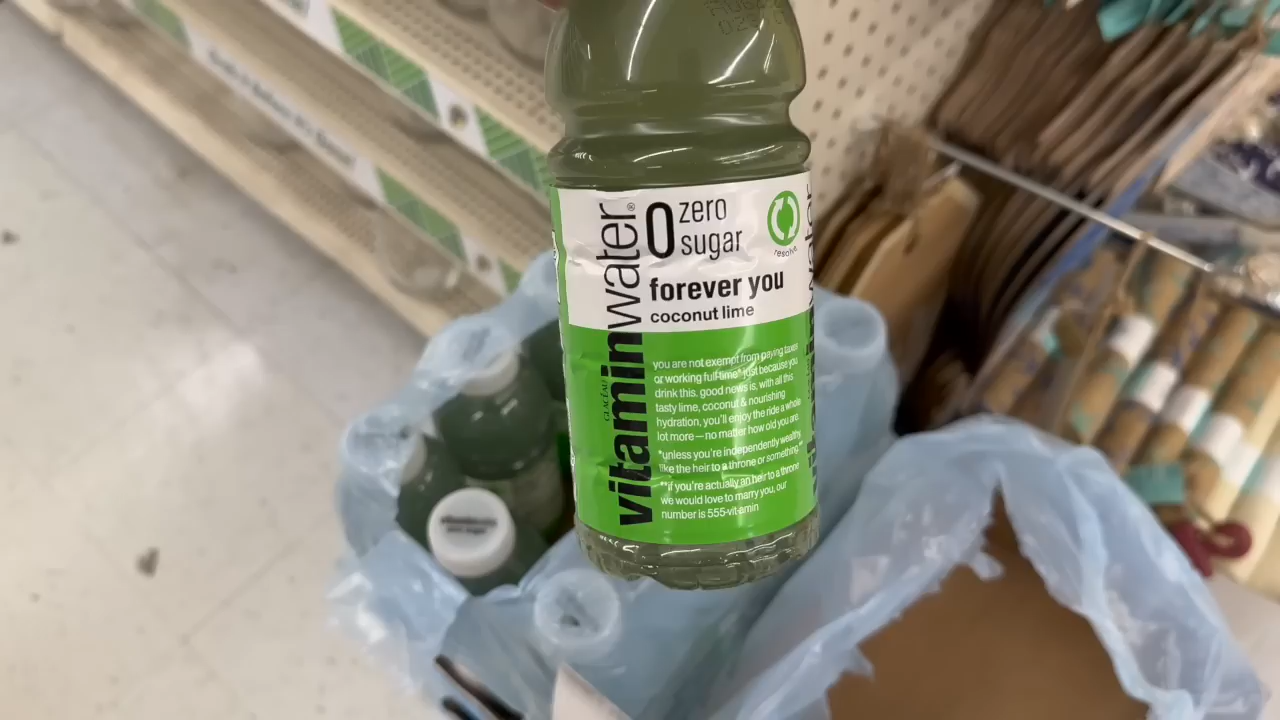 vitaminwater®
GLACÉAU
0 zero
sugar
resolve
forever you
coconut lime
you are not exempt from paying taxes
or working full-time* just because you
drink this. good news is, with all this
tasty lime, coconut & nourishing
hydration, you'll enjoy the ride a whole
lot more—no matter how old you are.
*unless you're independently wealthy,
like the heir to a throne or something.**
**if you're actually an heir to a throne
we would love to marry you, our
number is 555-vit-amin